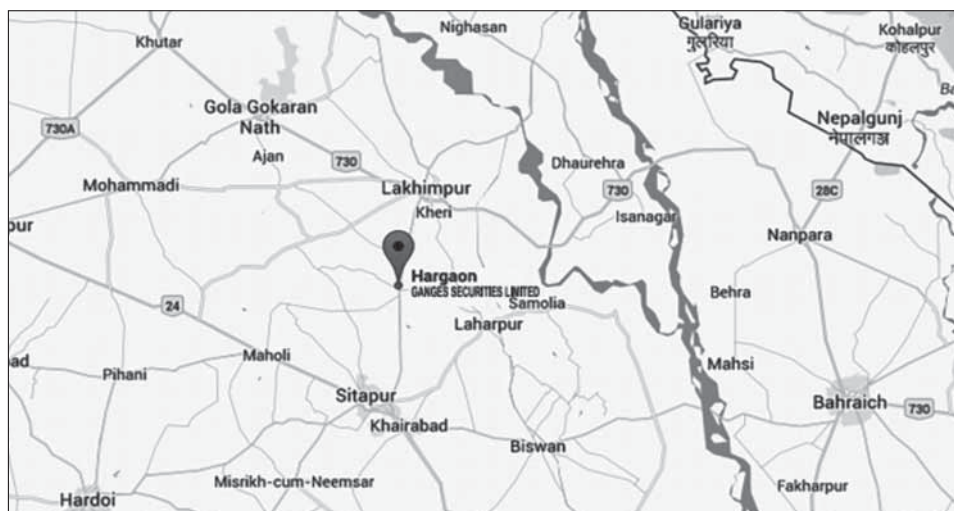 Nighasan
Gulariya
गुलरिया
Kohalpur
कोहलपुर
Khutar
Gola Gokaran
Nath
Nepalgunj
नेपालगञ्ज
730A
Ajan
730
Dhaurehra
Mohammadi
Lakhimpur
730
28C
Kheri
Isanagar
Nanpara
Hargaon
GANGES SECURITIES LIMITED
Samolia
Behra
24
Laharpur
Maholi
Pihani
Mahsi
Sitapur
Bahraich
730
Khairabad
Biswan
Misrikh-cum-Neemsar
Fakharpur
Hardoi